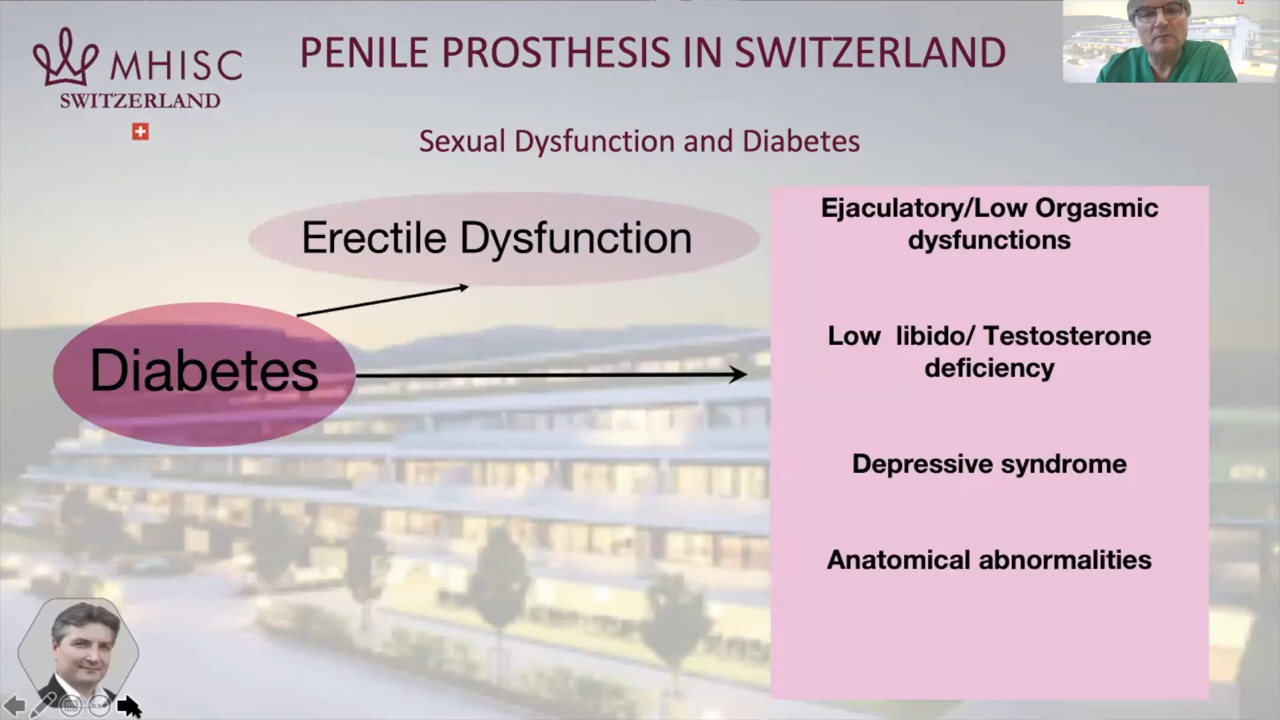 MHISC
SWITZERLAND
PENILE PROSTHESIS IN SWITZERLAND
Sexual Dysfunction and Diabetes
Erectile Dysfunction
Diabetes
Ejaculatory/Low Orgasmic
dysfunctions
Low libido/ Testosterone
deficiency
Depressive syndrome
Anatomical abnormalities